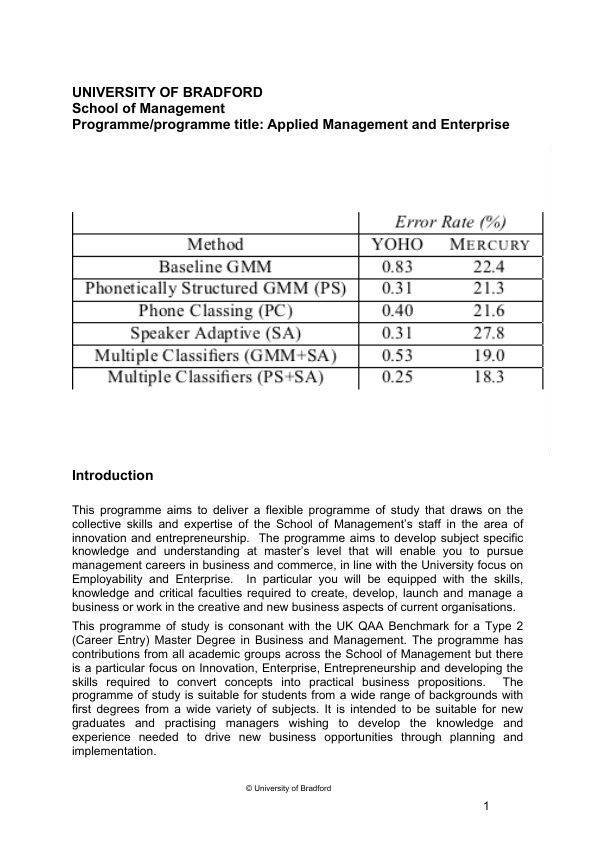 UNIVERSITY OF BRADFORD
School of Management
Programme/programme title: Applied Management and Enterprise
Error Rate (%)
Method YOHO MERCURY
Baseline GMM 0.83 22.4
Phonetically Structured GMM (PS) 0.31 21.3
Phone Classing (PC) 0.40 21.6
Speaker Adaptive (SA) 0.31 27.8
Multiple Classifiers (GMM+SA) 0.53 19.0
Multiple Classifiers (PS+SA) 0.25 18.3
Introduction
This programme aims to deliver a flexible programme of study that draws on the
collective skills and expertise of the School of Management's staff in the area of
innovation and entrepreneurship. The programme aims to develop subject specific
knowledge and understanding at master's level that will enable you to pursue
management careers in business and commerce, in line with the University focus on
Employability and Enterprise. In particular you will be equipped with the skills,
knowledge and critical faculties required to create, develop, launch and manage a
business or work in the creative and new business aspects of current organisations.
This programme of study is consonant with the UK QAA Benchmark for a Type 2
(Career Entry) Master Degree in Business and Management. The programme has
contributions from all academic groups across the School of Management but there
is a particular focus on Innovation, Enterprise, Entrepreneurship and developing the
skills required to convert concepts into practical business propositions. The
programme of study is suitable for students from a wide range of backgrounds with
first degrees from a wide variety of subjects. It is intended to be suitable for new
graduates and practising managers wishing to develop the knowledge and
experience needed to drive new business opportunities through planning and
implementation.
© University of Bradford
1